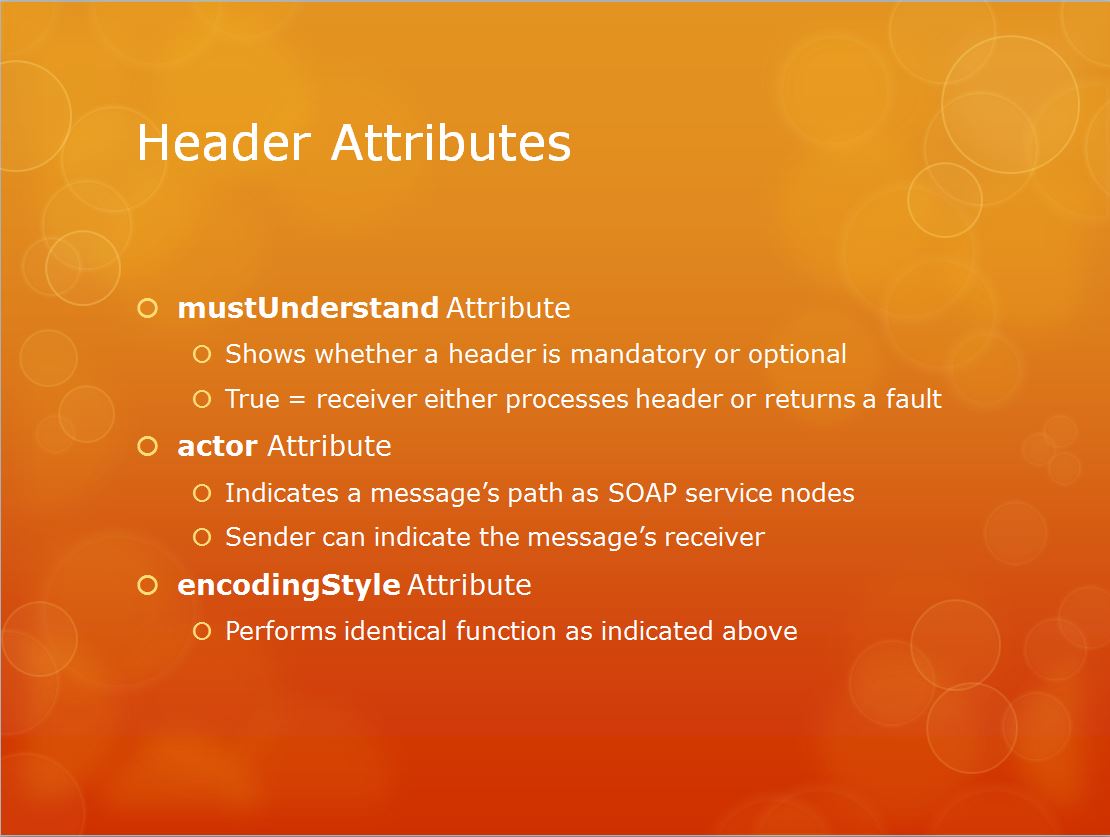 Header Attributes
mustUnderstand Attribute
Shows whether a header is mandatory or optional
True = receiver either processes header or returns a fault
actor Attribute
Indicates a message’s path as SOAP service nodes
Sender can indicate the message’s receiver
encodingStyle Attribute
Performs identical function as indicated above